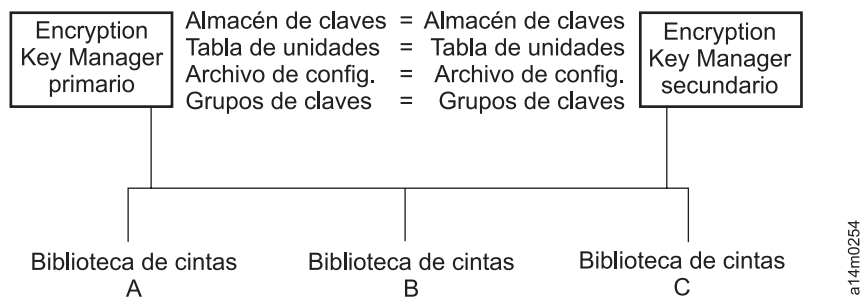 Encryption
Key Manager
primario
Almacén de claves = Almacén de claves
Tabla de unidades = Tabla de unidades
Archivo de config. = Archivo de config.
Grupos de claves = Grupos de claves
Encryption
Key Manager
secundario
Biblioteca de cintas
A
Biblioteca de cintas
B
Biblioteca de cintas
C
a14m0254